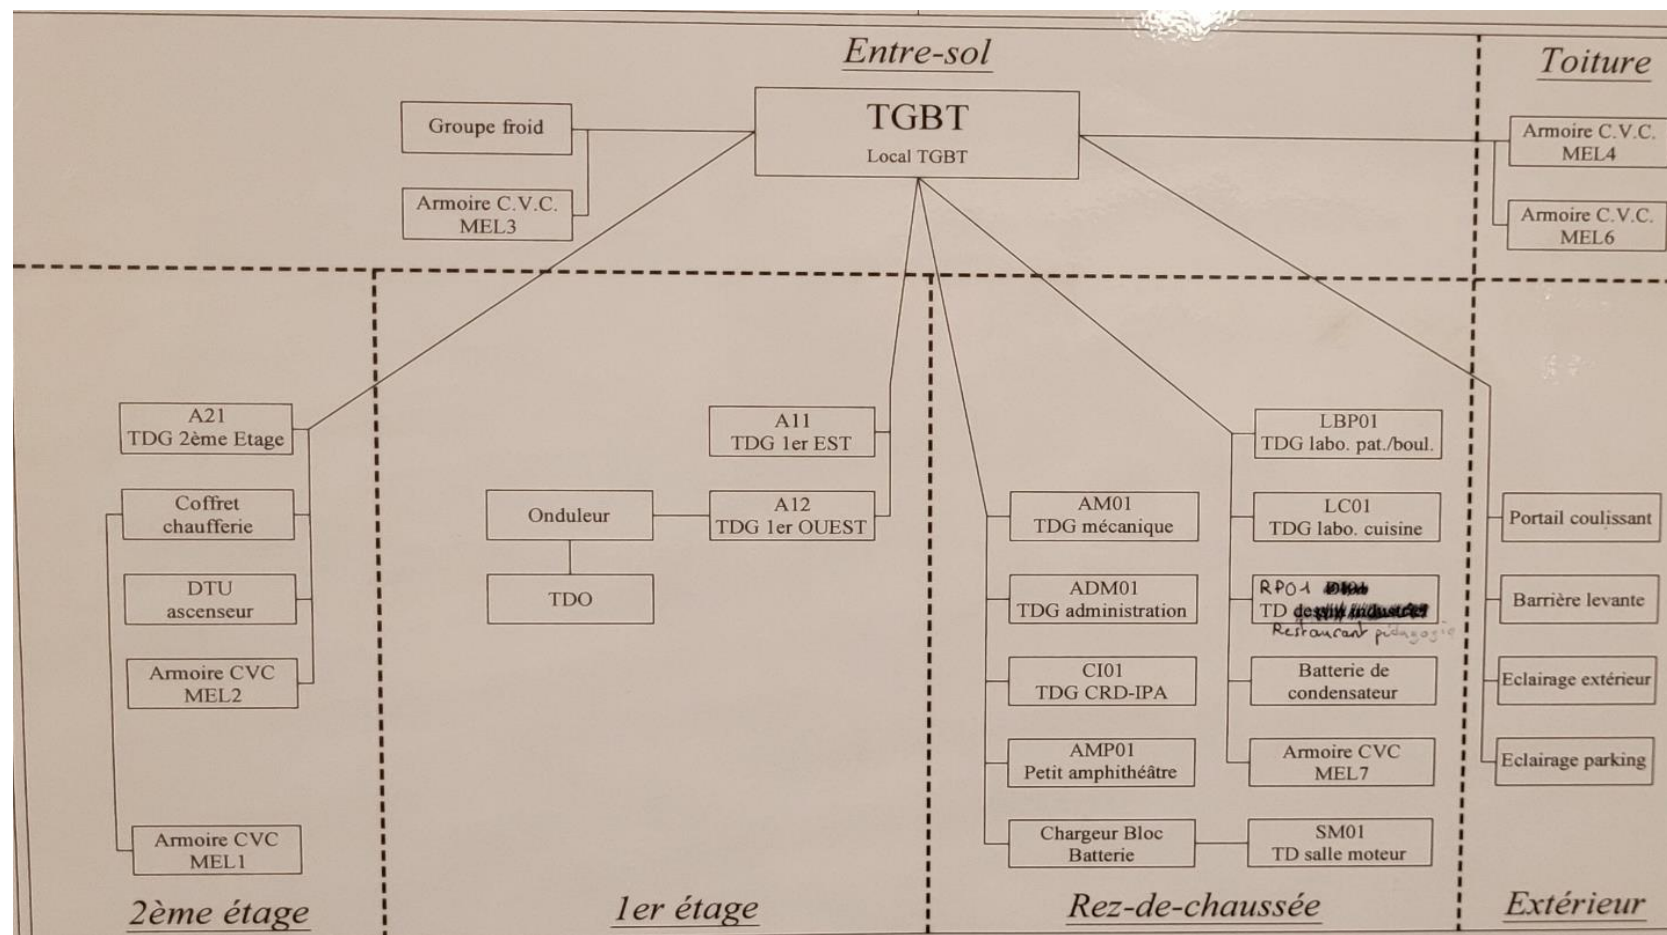 Entre-sol
Toiture
TGBT
Local TGBT
Groupe froid
Armoire C.V.C.
MEL3
Armoire C.V.C.
MEL4
Armoire C.V.C.
MEL6
A21
TDG 2ème Etage
Coffret
chaufferie
DTU
ascenseur
Armoire CVC
MEL2
Armoire CVC
MEL1
2ème étage
A11
TDG 1er EST
Onduleur
A12
TDG 1er OUEST
TDO
1er étage
AM01
TDG mécanique
ADM01
TDG administration
CI01
TDG CRD-IPA
AMP01
Petit amphithéâtre
Chargeur Bloc
Batterie
LBP01
TDG labo. pat./boul.
LC01
TDG labo. cuisine
RP01
TD
Restaurant pédagogie
Batterie de
condensateur
Armoire CVC
MEL7
SM01
TD salle moteur
Rez-de-chaussée
Portail coulissant
Barrière levante
Eclairage extérieur
Eclairage parking
Extérieur